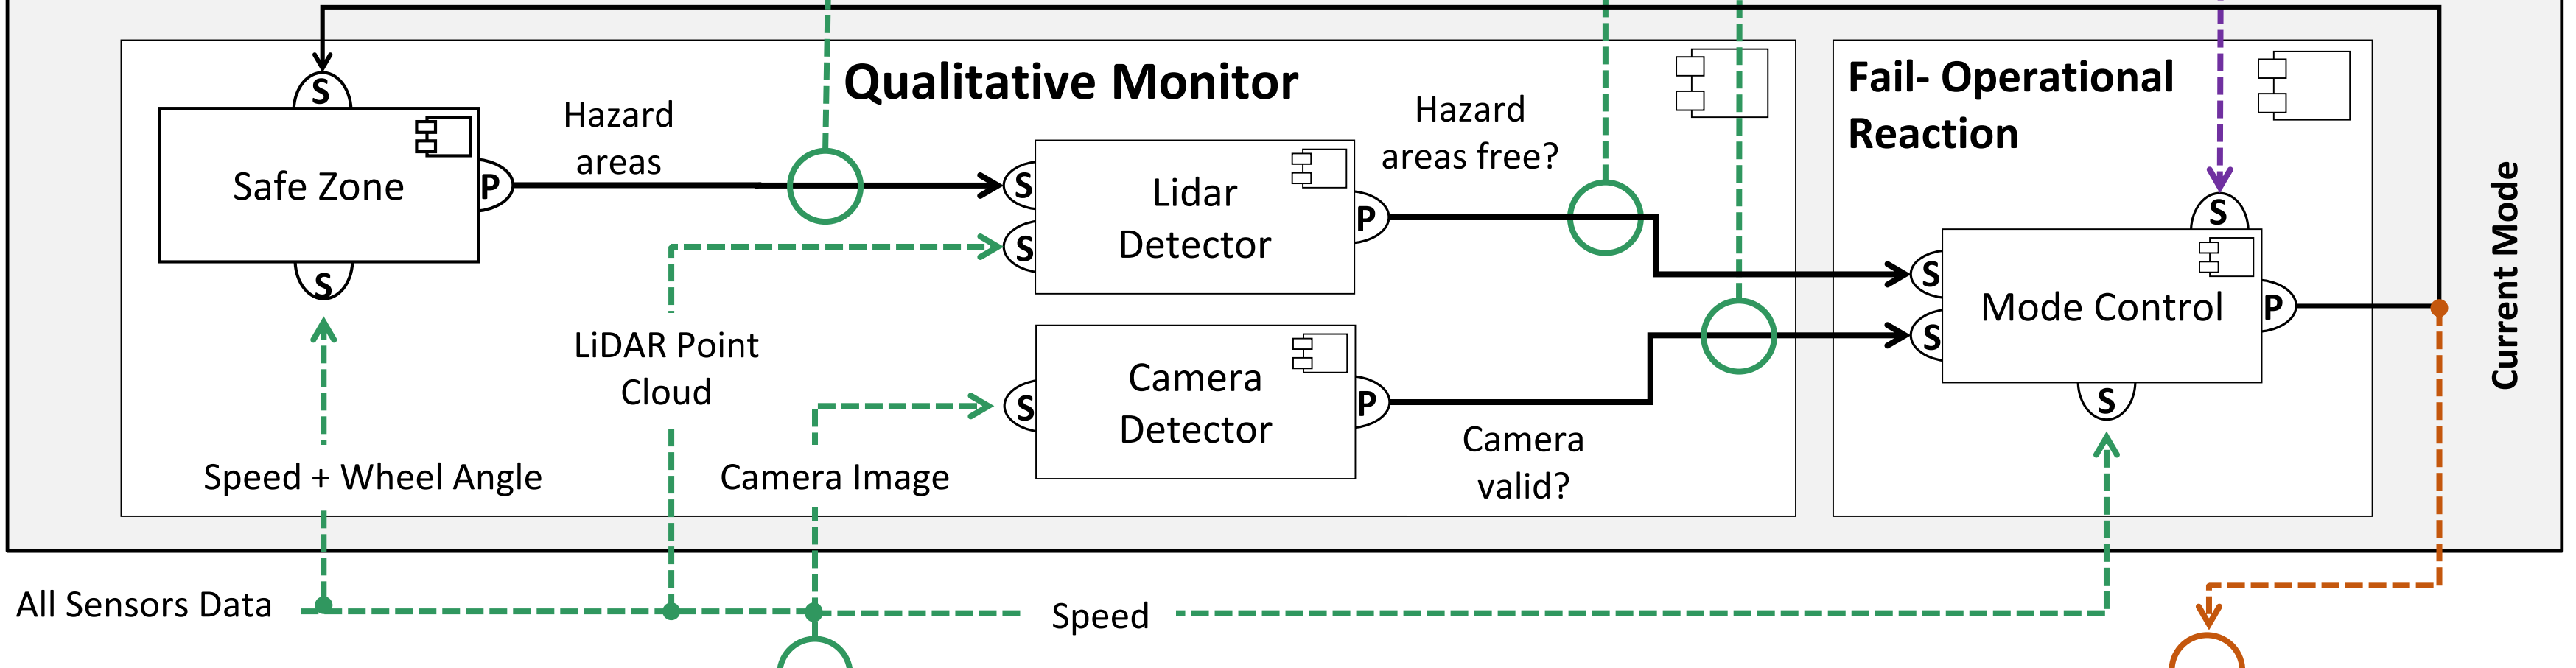 Qualitative Monitor
S
Safe Zone
P
S
Hazard
areas
S
S
Lidar
Detector
P
Hazard
areas free?
LiDAR Point
Cloud
S
Camera
Detector
P
Camera
valid?
Speed + Wheel Angle
Camera Image
Fail- Operational
Reaction
S
S
S
Mode Control
P
S
Current Mode
All Sensors Data
Speed